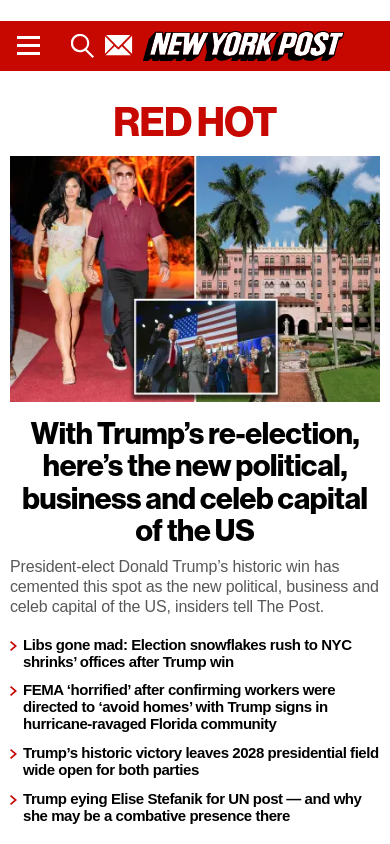 NEW YORK POST
RED HOT
With Trump’s re-election,
here’s the new political,
business and celeb capital
of the US
President-elect Donald Trump’s historic win has
cemented this spot as the new political, business and
celeb capital of the US, insiders tell The Post.
Libs gone mad: Election snowflakes rush to NYC
shrinks’ offices after Trump win
FEMA ‘horrified’ after confirming workers were
directed to ‘avoid homes’ with Trump signs in
hurricane-ravaged Florida community
Trump’s historic victory leaves 2028 presidential field
wide open for both parties
Trump eying Elise Stefanik for UN post — and why
she may be a combative presence there